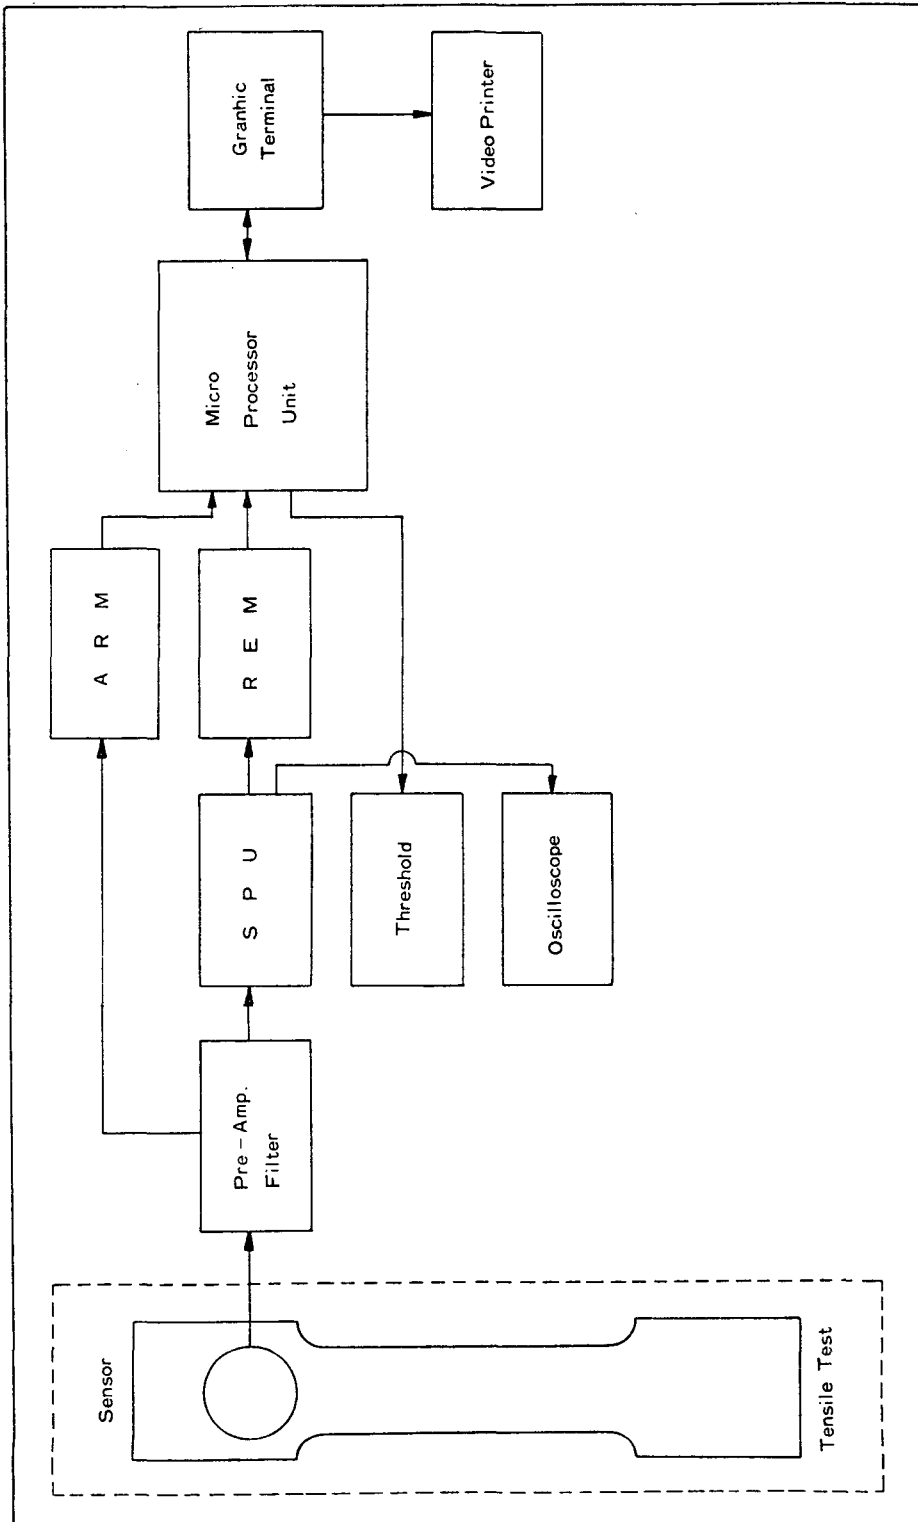 Sensor
Tensile Test
Pre – Amp.
Filter
A R M
S P U
R E M
Threshold
Oscilloscope
Micro
Processor
Unit
Granhic
Terminal
Video Printer